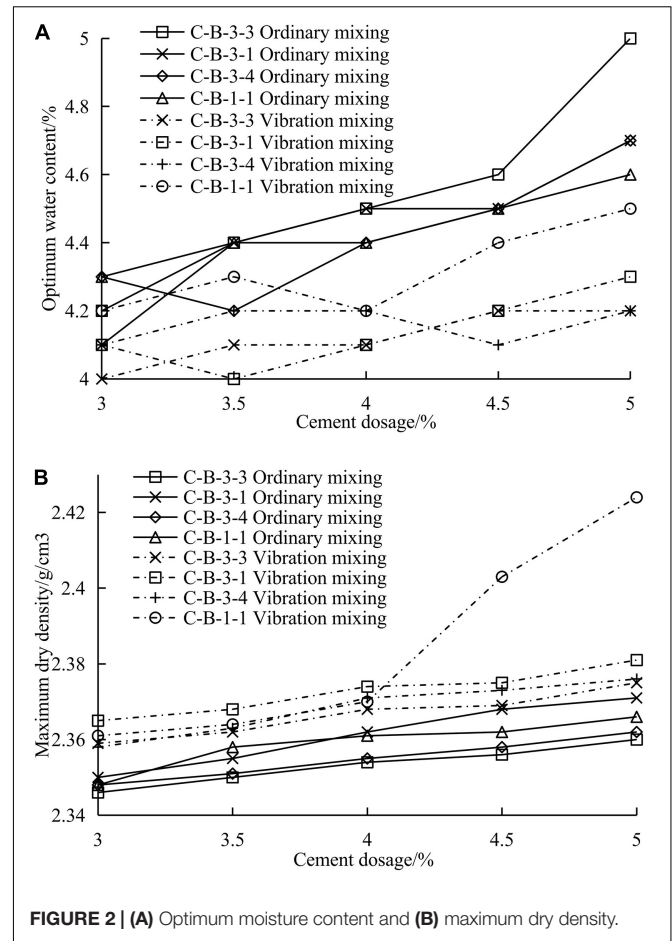 A
C-B-3-3 Ordinary mixing
C-B-3-1 Ordinary mixing
C-B-3-4 Ordinary mixing
C-B-1-1 Ordinary mixing
C-B-3-3 Vibration mixing
C-B-3-1 Vibration mixing
C-B-3-4 Vibration mixing
C-B-1-1 Vibration mixing
Optimum water content/%
5
4.8
4.6
4.4
4.2
4
3
3.5
4
4.5
5
Cement dosage/%
B
C-B-3-3 Ordinary mixing
C-B-3-1 Ordinary mixing
C-B-3-4 Ordinary mixing
C-B-1-1 Ordinary mixing
C-B-3-3 Vibration mixing
C-B-3-1 Vibration mixing
C-B-3-4 Vibration mixing
C-B-1-1 Vibration mixing
Maximum dry density/g/cm3
2.42
2.4
2.38
2.36
2.34
3
3.5
4
4.5
5
Cement dosage/%
FIGURE 2 | (A) Optimum moisture content and (B) maximum dry density.